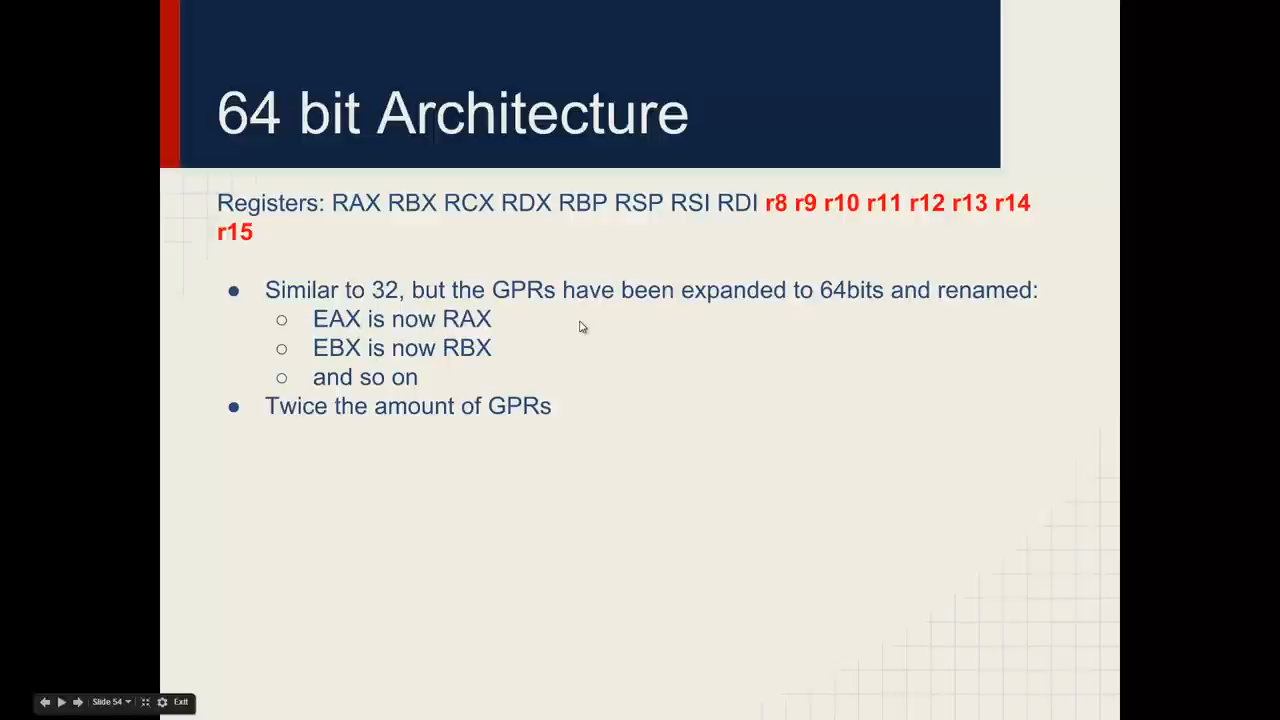 64 bit Architecture
Registers: RAX RBX RCX RDX RBP RSP RSI RDI r8 r9 r10 r11 r12 r13 r14
r15
● Similar to 32, but the GPRs have been expanded to 64bits and renamed:
○ EAX is now RAX
○ EBX is now RBX
○ and so on
● Twice the amount of GPRs
Slide 54 Exit